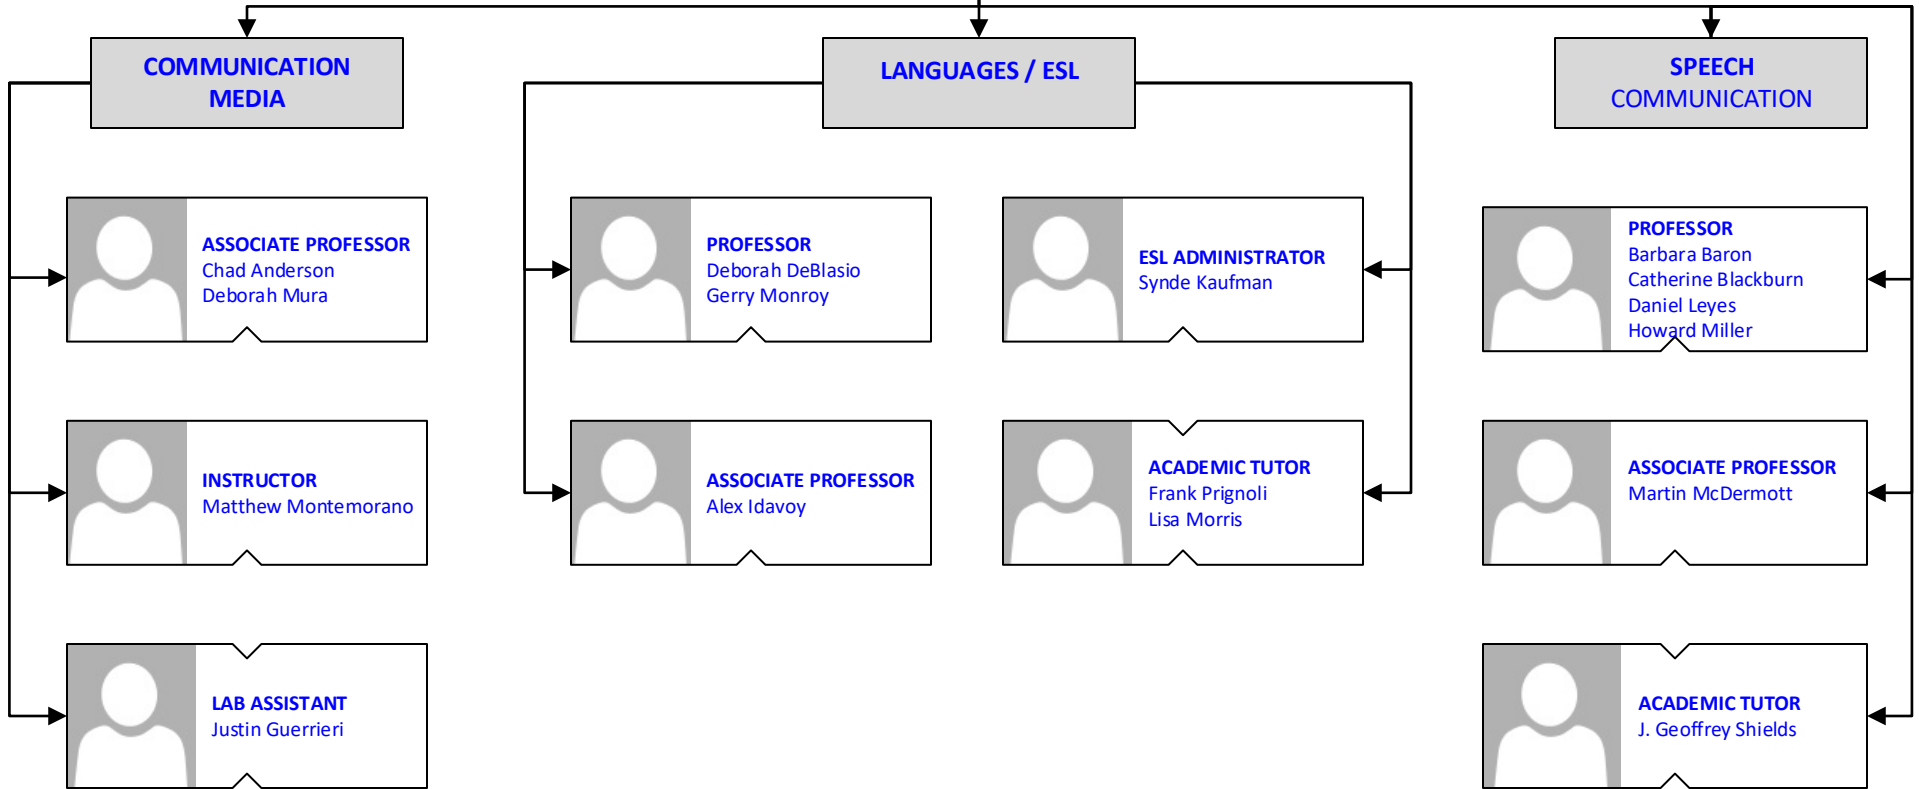 COMMUNICATION
MEDIA
LANGUAGES / ESL
SPEECH
COMMUNICATION
ASSOCIATE PROFESSOR
Chad Anderson
Deborah Mura
PROFESSOR
Deborah DeBlasio
Gerry Monroy
ESL ADMINISTRATOR
Synde Kaufman
PROFESSOR
Barbara Baron
Catherine Blackburn
Daniel Leyes
Howard Miller
INSTRUCTOR
Matthew Montemorano
ASSOCIATE PROFESSOR
Alex Idavoy
ACADEMIC TUTOR
Frank Prignoli
Lisa Morris
ASSOCIATE PROFESSOR
Martin McDermott
LAB ASSISTANT
Justin Guerrieri
ACADEMIC TUTOR
J. Geoffrey Shields